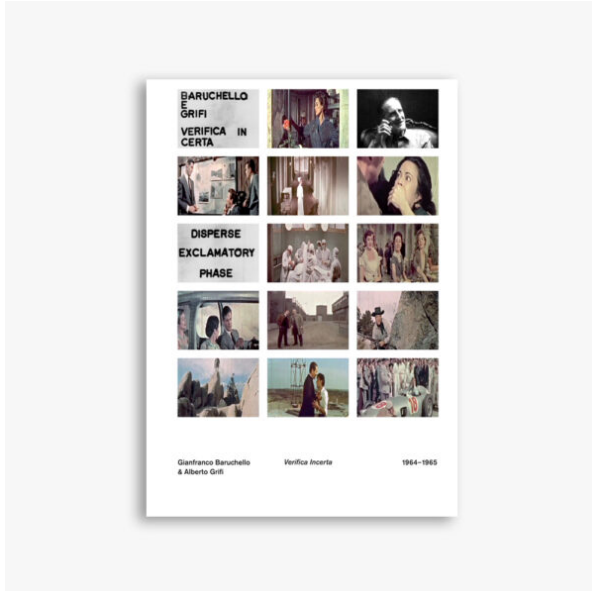 BARUCHELLO
E
GRIFI
VERIFICA IN
CERTA
DISPERSE
EXCLAMATORY
PHASE
Gianfranco Baruchello
& Alberto Grifi
Verifica Incerta
1964–1965